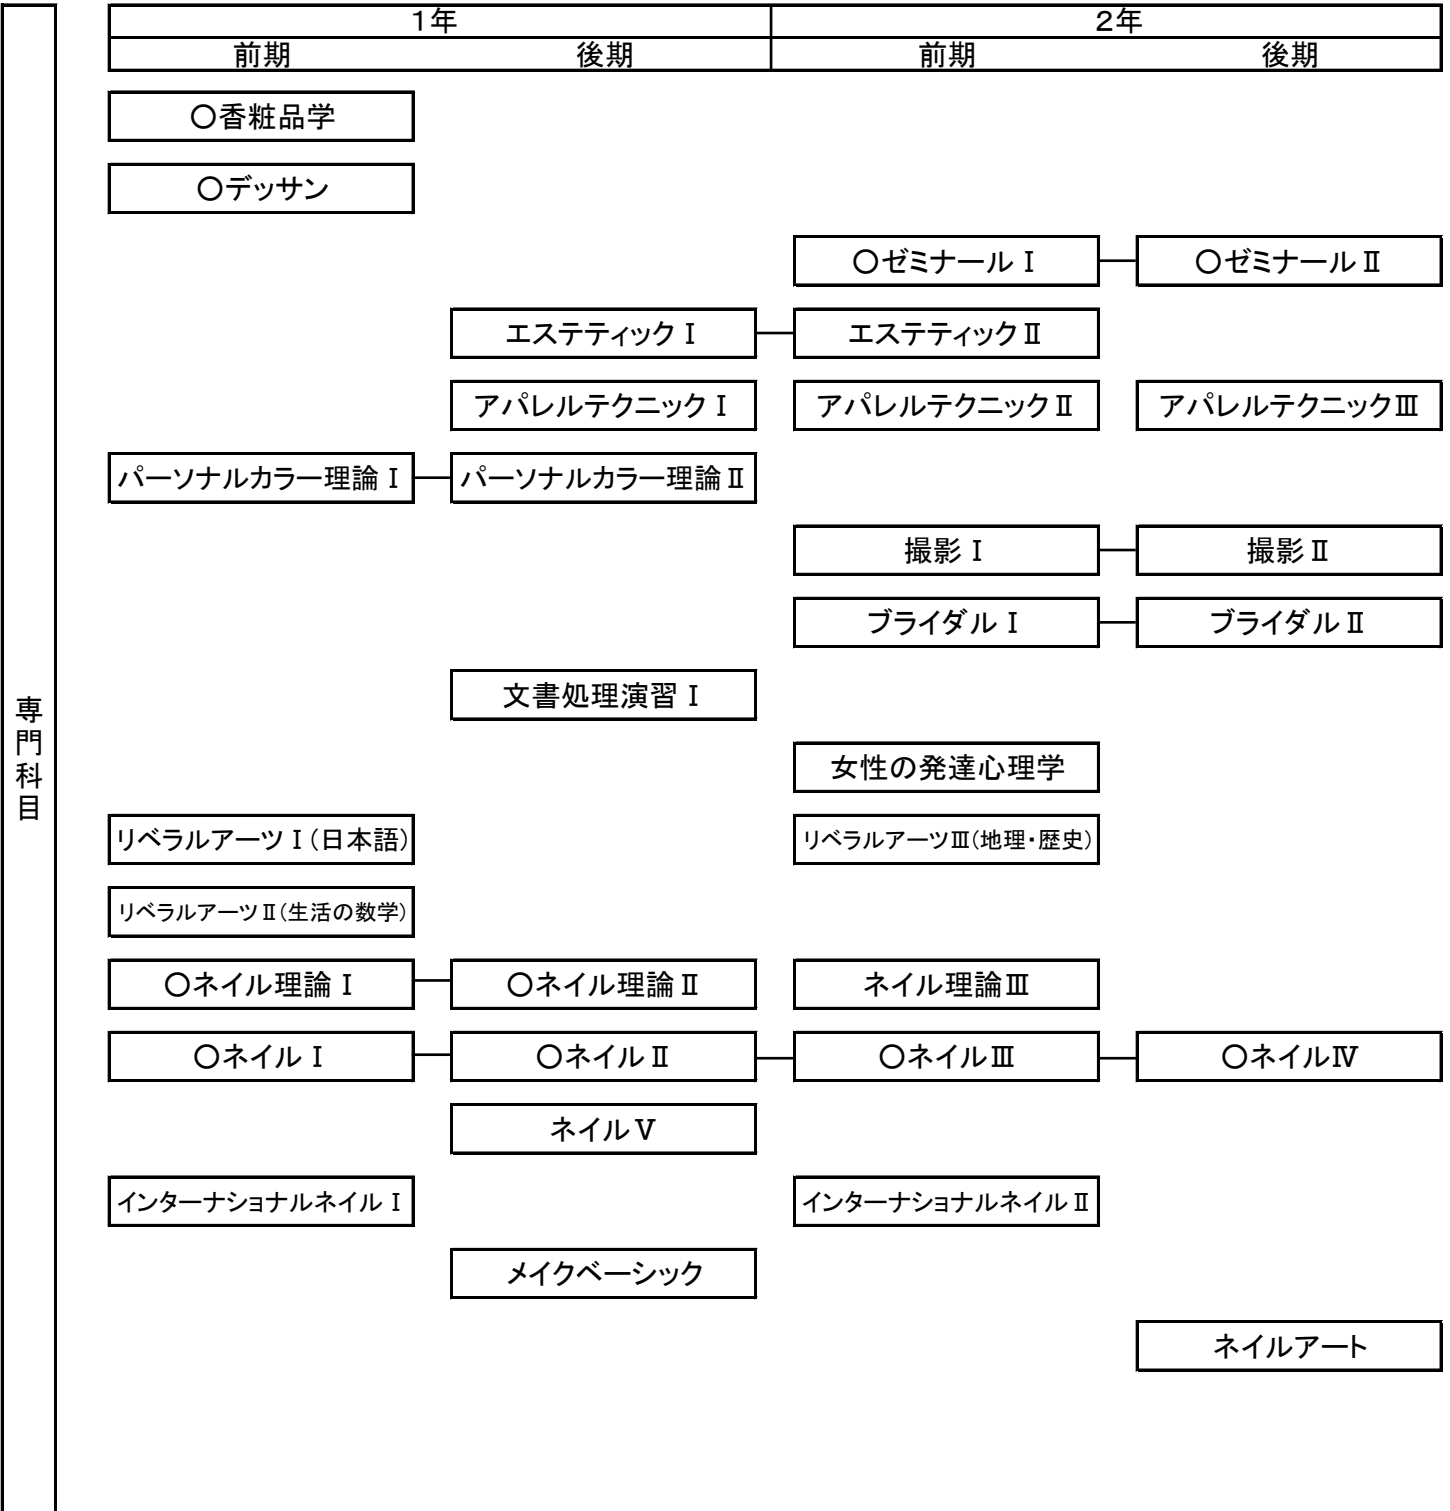 1年 2年
前期 後期 前期 後期
専門科目
○香粧品学
○デッサン
○ゼミナールⅠ ○ゼミナールⅡ
エステティックⅠ エステティックⅡ
アパレルテクニックⅠ アパレルテクニックⅡ アパレルテクニックⅢ
パーソナルカラー理論Ⅰ パーソナルカラー理論Ⅱ
撮影Ⅰ 撮影Ⅱ
ブライダルⅠ ブライダルⅡ
文書処理演習Ⅰ
女性の発達心理学
リベラルアーツⅠ(日本語) リベラルアーツⅢ(地理・歴史)
リベラルアーツⅡ(生活の数学)
○ネイル理論Ⅰ ○ネイル理論Ⅱ ネイル理論Ⅲ
○ネイルⅠ ○ネイルⅡ ○ネイルⅢ ○ネイルⅣ
ネイルⅤ
インターナショナルネイルⅠ インターナショナルネイルⅡ
メイクベーシック
ネイルアート